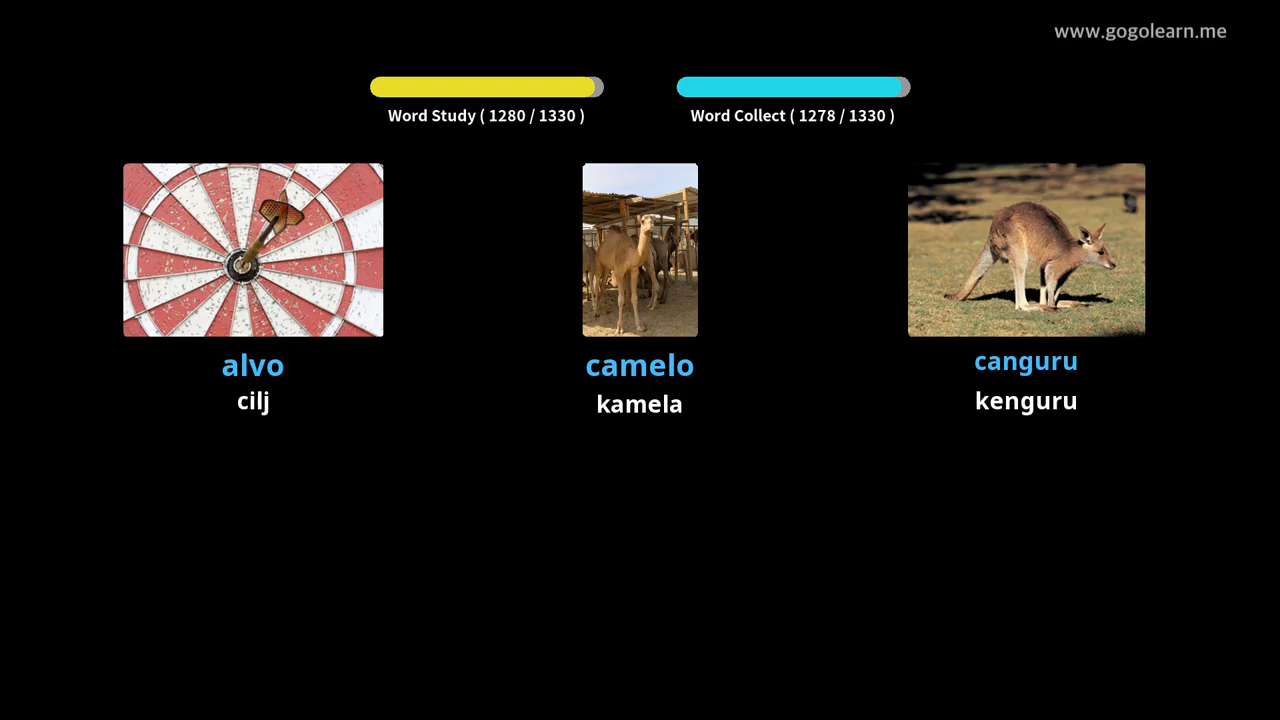 www.gogolearn.me
Word Study ( 1280 / 1330 )
Word Collect ( 1278 / 1330 )
alvo
cilj
camelo
kamela
canguru
kenguru